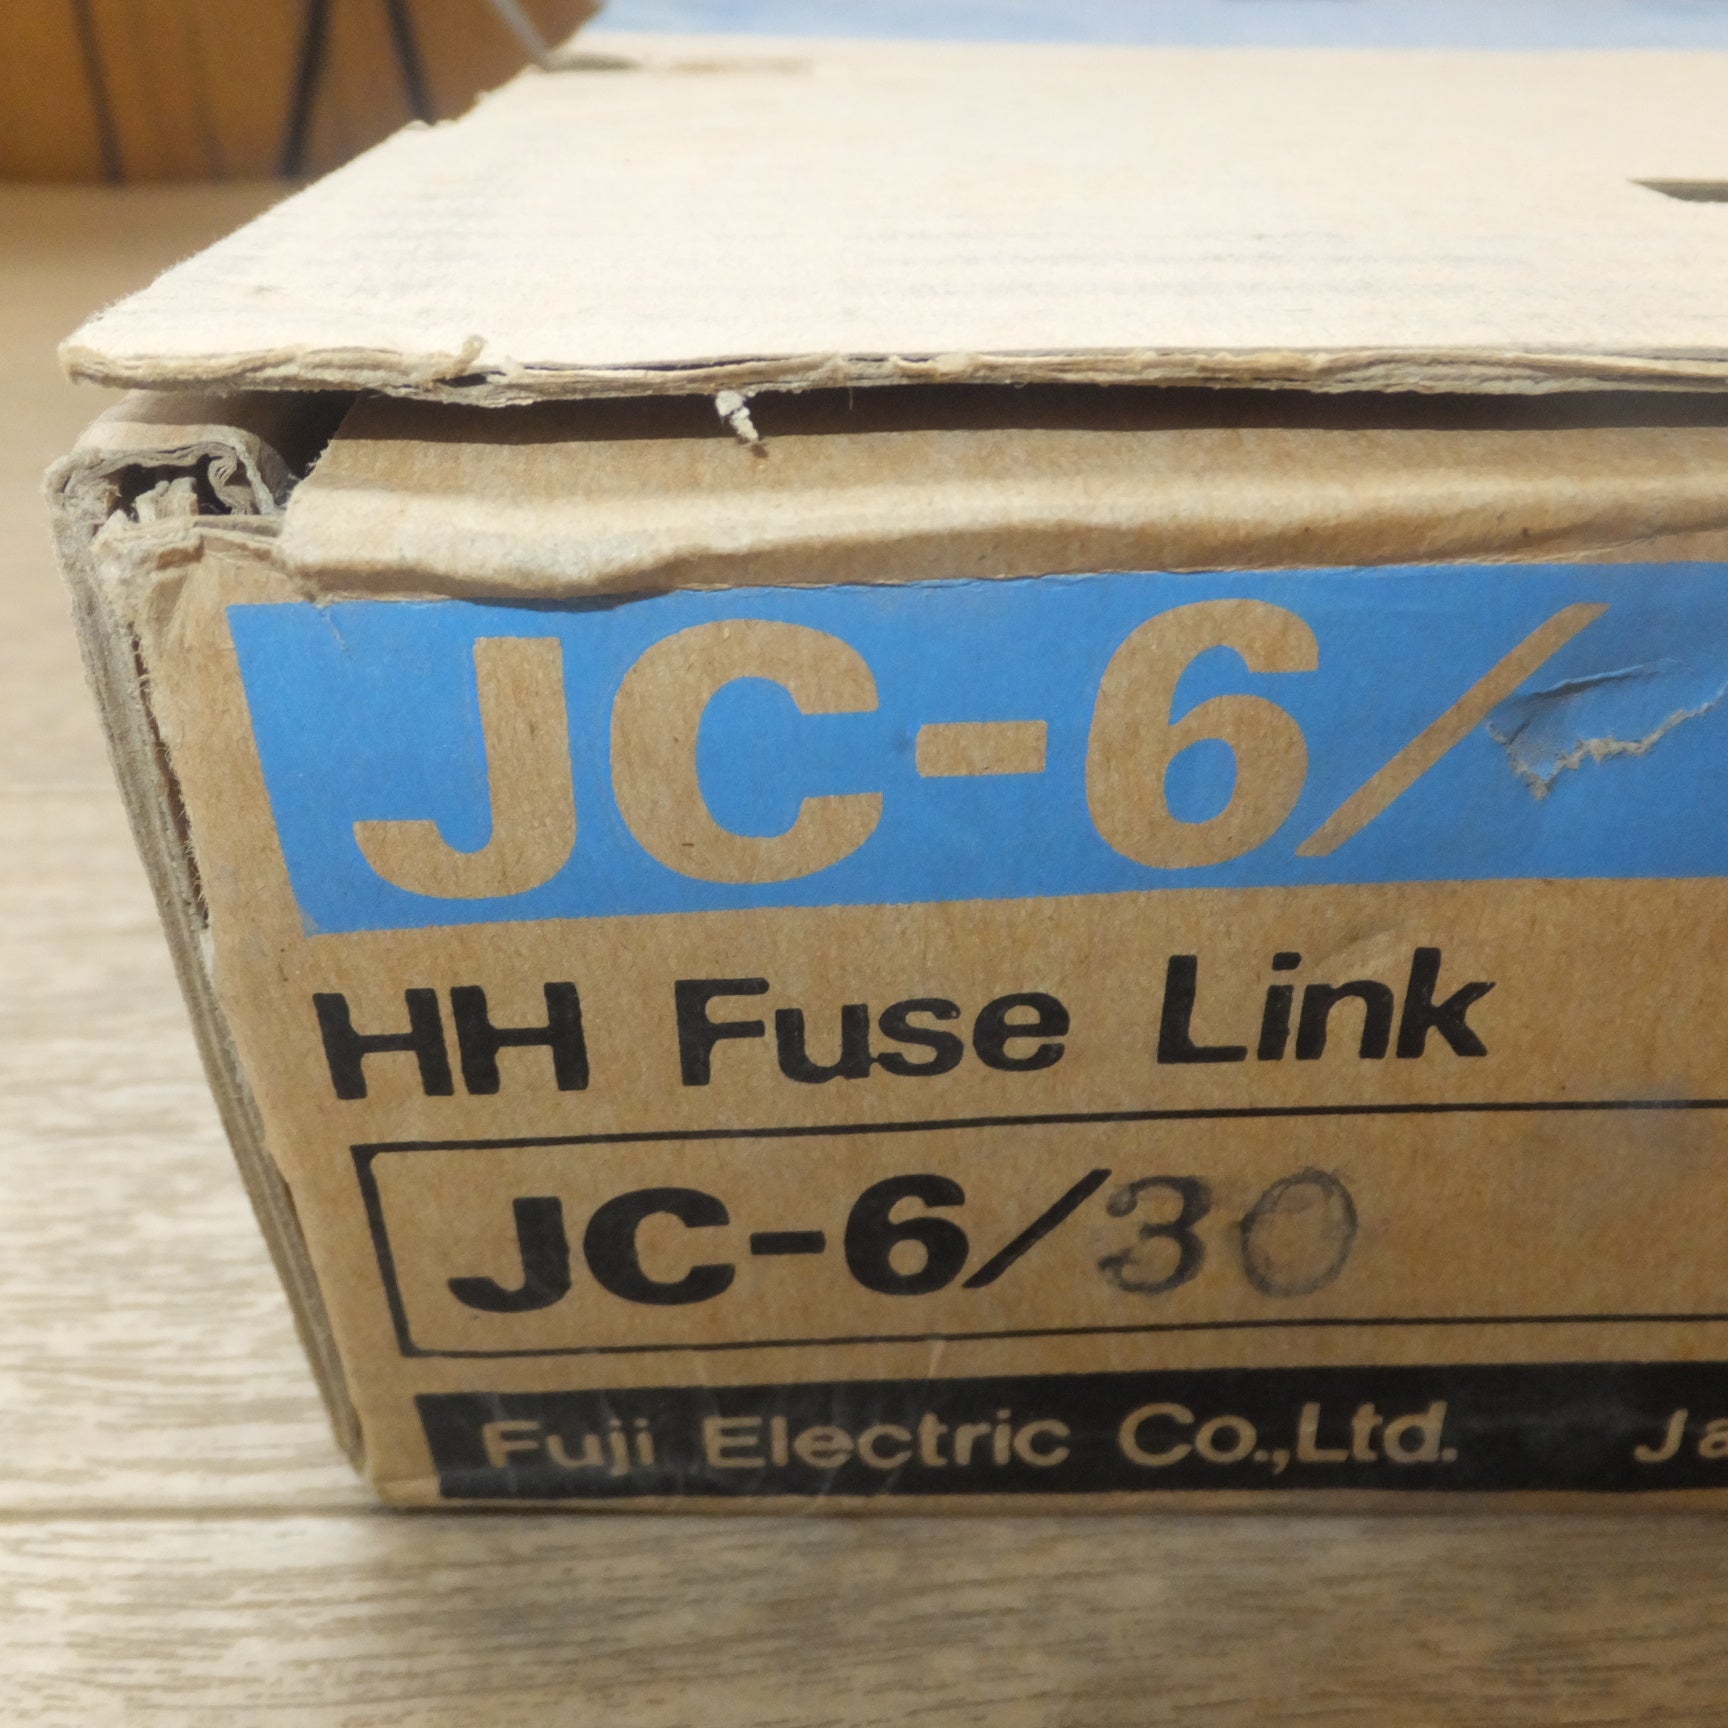 JC-6/
HH Fuse Link
JC-6/30
Fuji Electric Co.,Ltd.